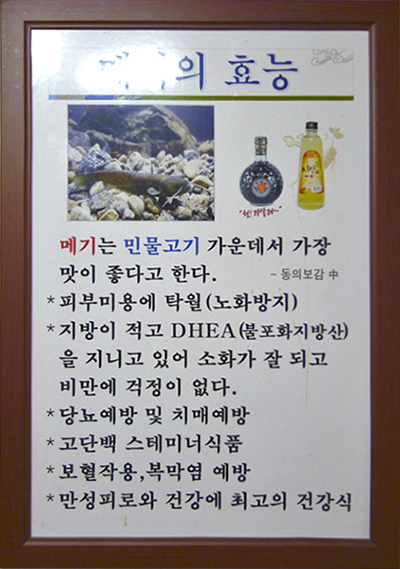 의 효능
메기는 민물고기 가운데서 가장
맛이 좋다고 한다. - 동의보감 中
*피부미용에 탁월(노화방지)
*지방이 적고 DHEA(불포화지방산)
을 지니고 있어 소화가 잘 되고
비만에 걱정이 없다.
*당뇨예방 및 치매예방
*고단백 스테미너식품
*보혈작용,복막염 예방
*만성피로와 건강에 최고의 건강식